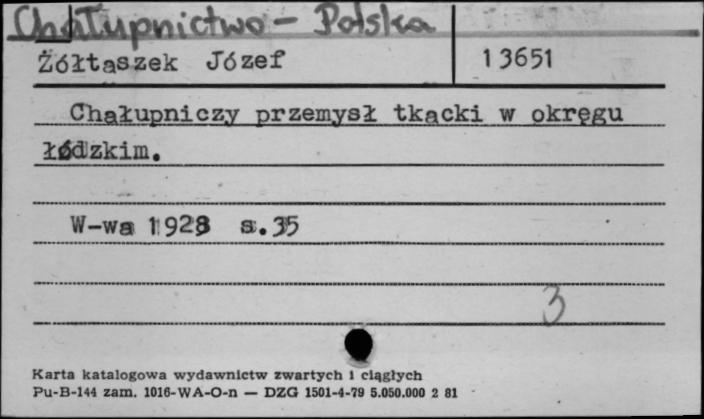 Chałupnictwo - Polska
Żółtaszek Józef 13651
Chałupniczy przemysł tkacki w okręgu
łódzkim.
W-wa 1928 s.35
3
Karta katalogowa wydawnictw zwartych i ciągłych
Pu-B-144 zam. 1016-WA-O-n — DZG 1501-4-79 5.050.000 2 81